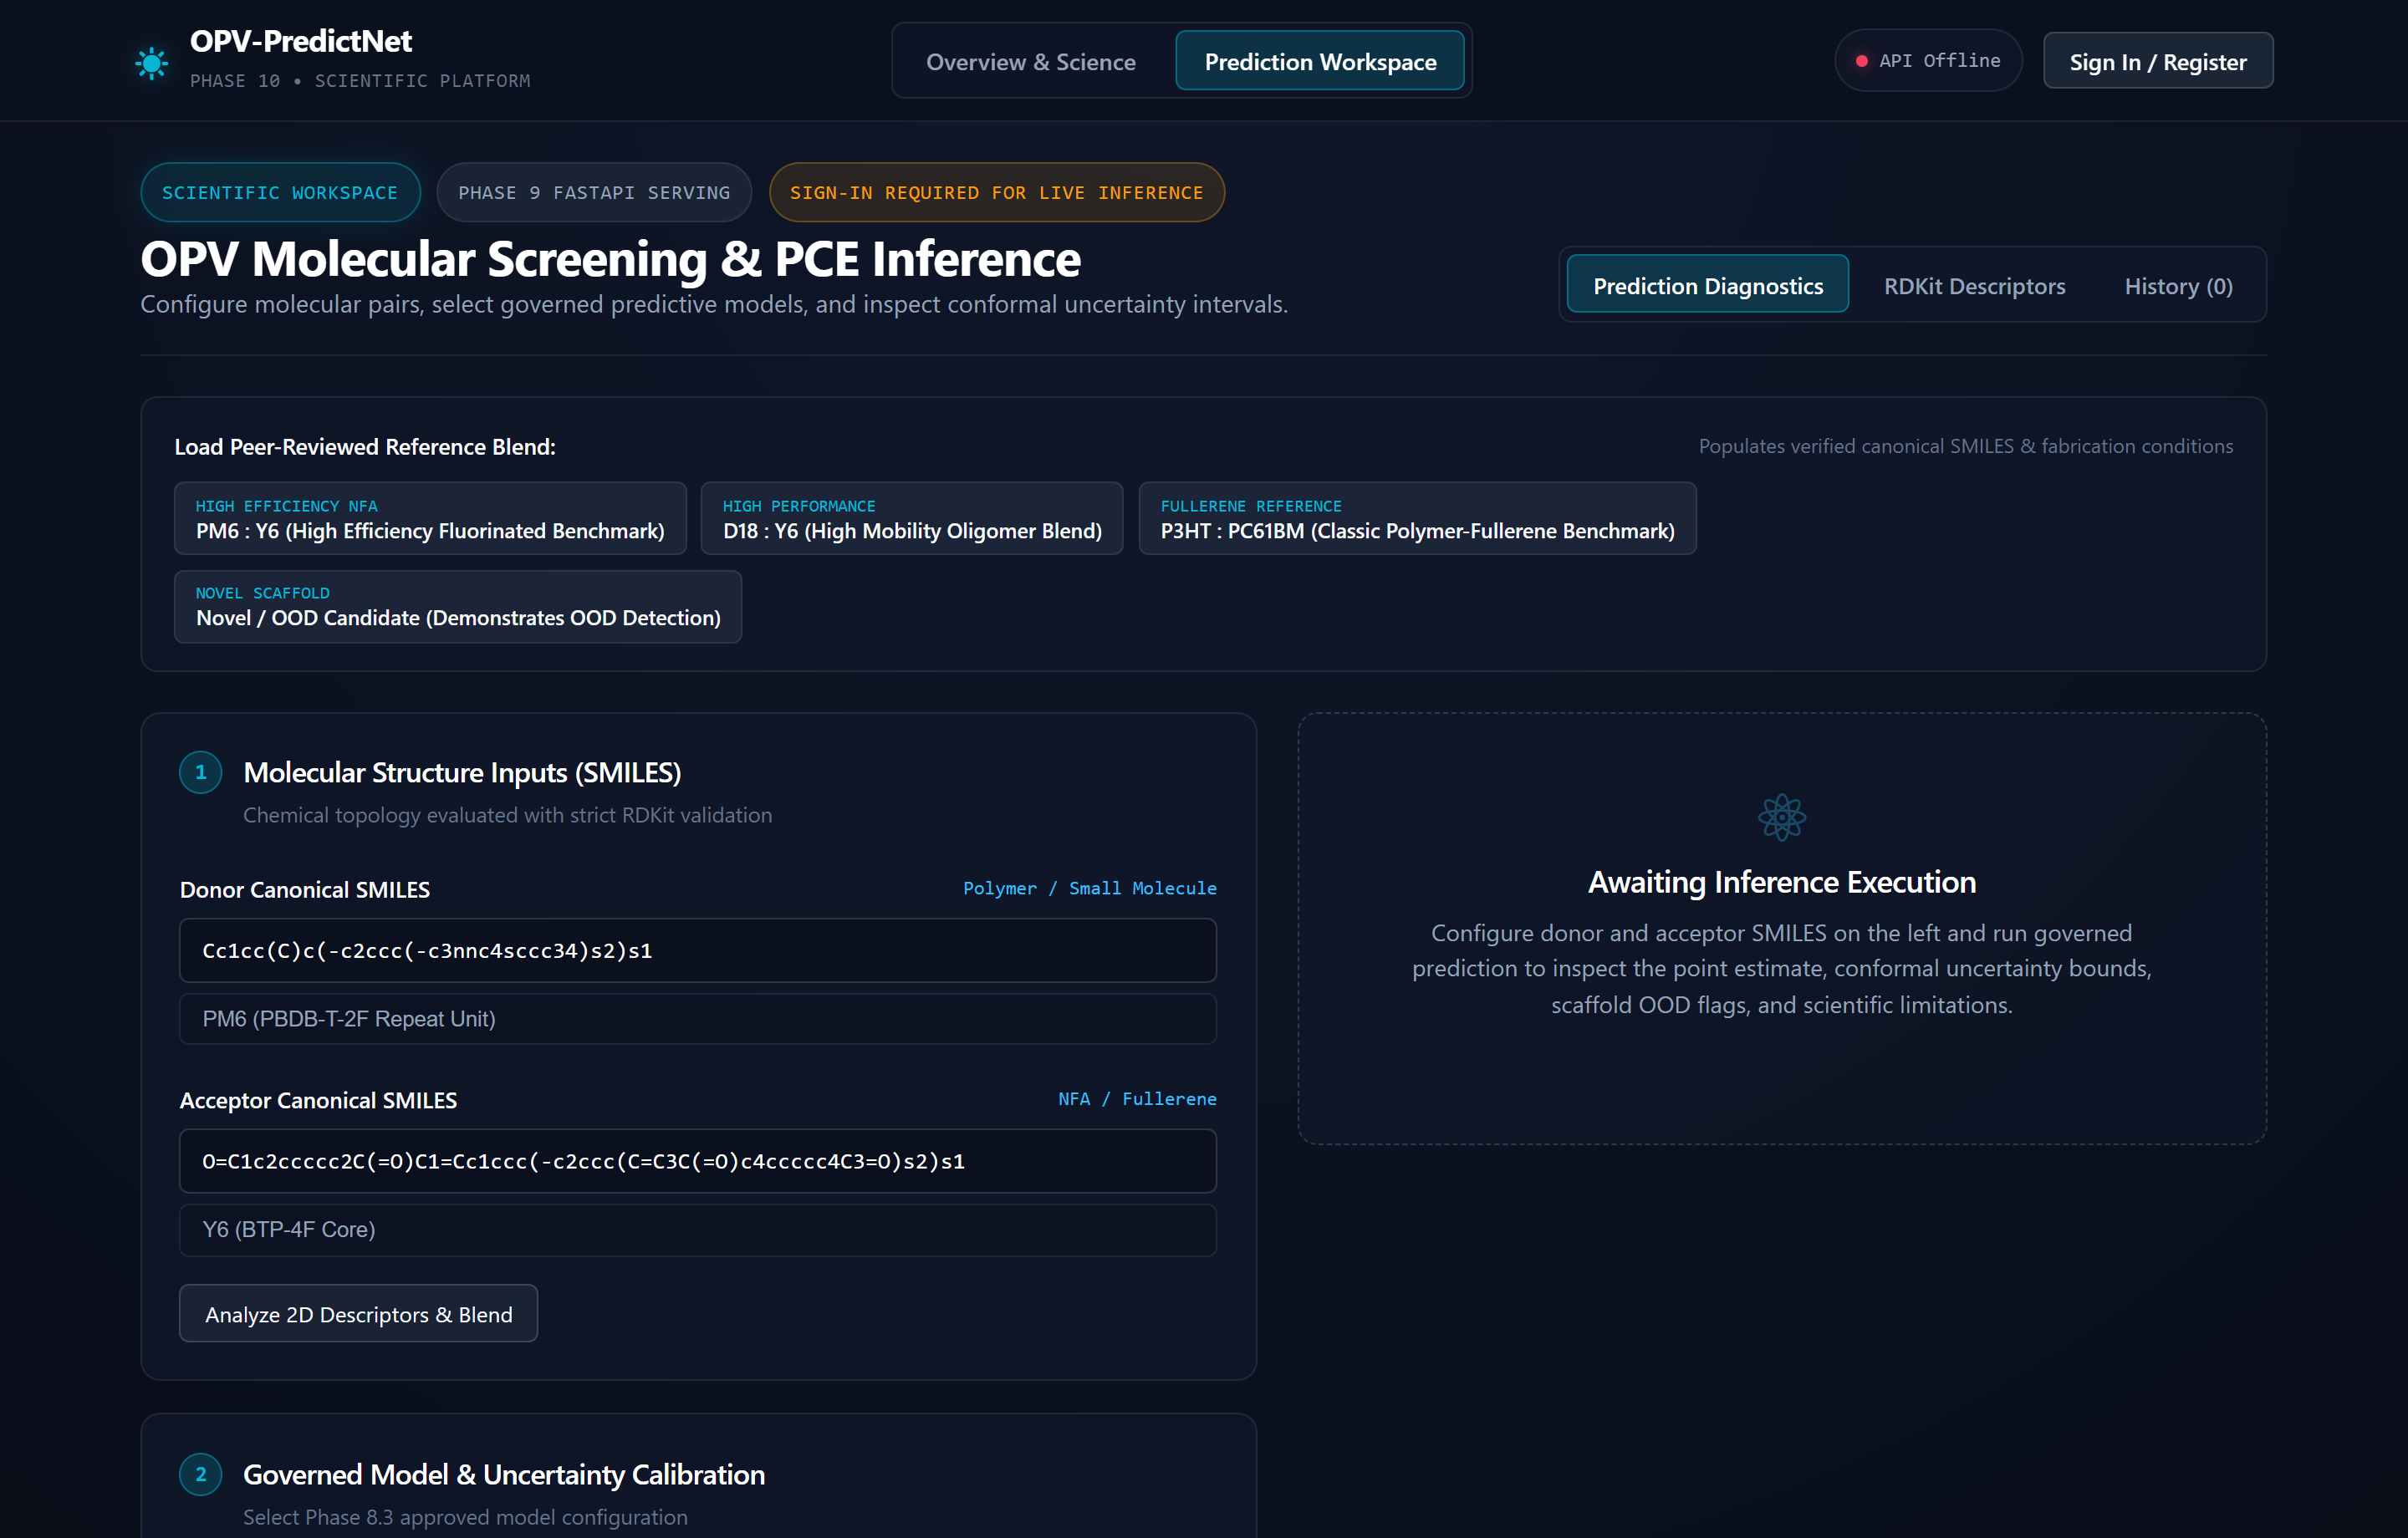 OPV-PredictNet
PHASE 10 • SCIENTIFIC PLATFORM
Overview & Science
Prediction Workspace
API Offline
Sign In / Register
SCIENTIFIC WORKSPACE
PHASE 9 FASTAPI SERVING
SIGN-IN REQUIRED FOR LIVE INFERENCE
OPV Molecular Screening & PCE Inference
Configure molecular pairs, select governed predictive models, and inspect conformal uncertainty intervals.
Prediction Diagnostics
RDKit Descriptors
History (0)
Load Peer-Reviewed Reference Blend:
Populates verified canonical SMILES & fabrication conditions
HIGH EFFICIENCY NFA
PM6 : Y6 (High Efficiency Fluorinated Benchmark)
HIGH PERFORMANCE
D18 : Y6 (High Mobility Oligomer Blend)
FULLERENE REFERENCE
P3HT : PC61BM (Classic Polymer-Fullerene Benchmark)
NOVEL SCAFFOLD
Novel / OOD Candidate (Demonstrates OOD Detection)
1
Molecular Structure Inputs (SMILES)
Chemical topology evaluated with strict RDKit validation
Donor Canonical SMILES
Polymer / Small Molecule
Cc1cc(C)c(-c2ccc(-c3nnc4sccc34)s2)s1
PM6 (PBDB-T-2F Repeat Unit)
Acceptor Canonical SMILES
NFA / Fullerene
O=C1c2ccccc2C(=O)C1=Cc1ccc(-c2ccc(C=C3C(=O)c4ccccc4C3=O)s2)s1
Y6 (BTP-4F Core)
Analyze 2D Descriptors & Blend
Awaiting Inference Execution
Configure donor and acceptor SMILES on the left and run governed
prediction to inspect the point estimate, conformal uncertainty bounds,
scaffold OOD flags, and scientific limitations.
2
Governed Model & Uncertainty Calibration
Select Phase 8.3 approved model configuration